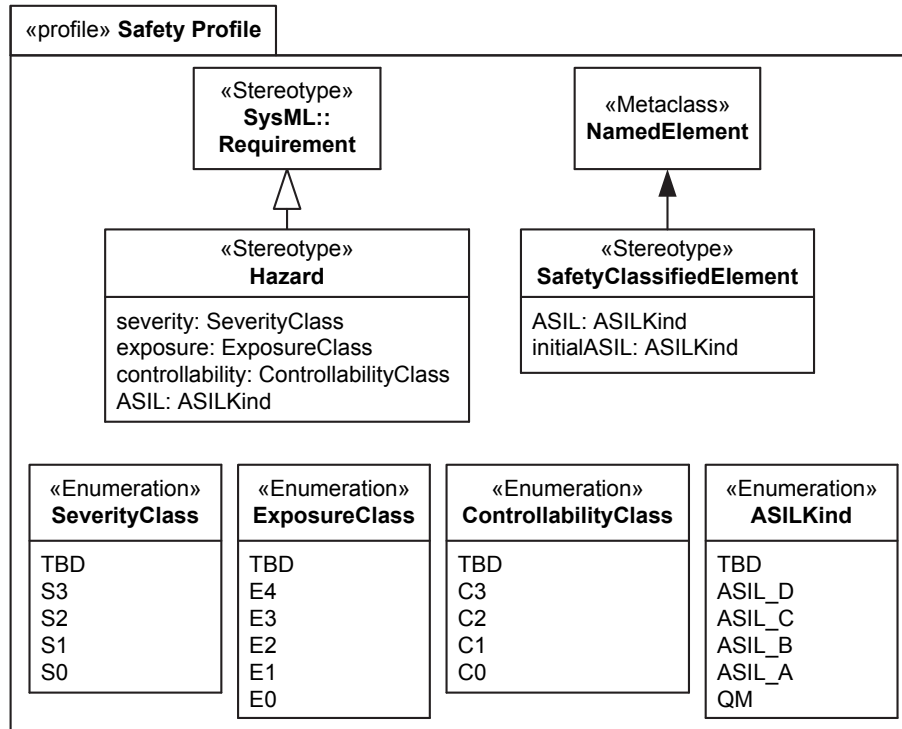 «profile» Safety Profile
«Stereotype»
SysML::
Requirement
«Metaclass»
NamedElement
«Stereotype»
Hazard
severity: SeverityClass
exposure: ExposureClass
controllability: ControllabilityClass
ASIL: ASILKind
«Stereotype»
SafetyClassifiedElement
ASIL: ASILKind
initialASIL: ASILKind
«Enumeration»
SeverityClass
TBD
S3
S2
S1
S0
«Enumeration»
ExposureClass
TBD
E4
E3
E2
E1
E0
«Enumeration»
ControllabilityClass
TBD
C3
C2
C1
C0
«Enumeration»
ASILKind
TBD
ASIL_D
ASIL_C
ASIL_B
ASIL_A
QM